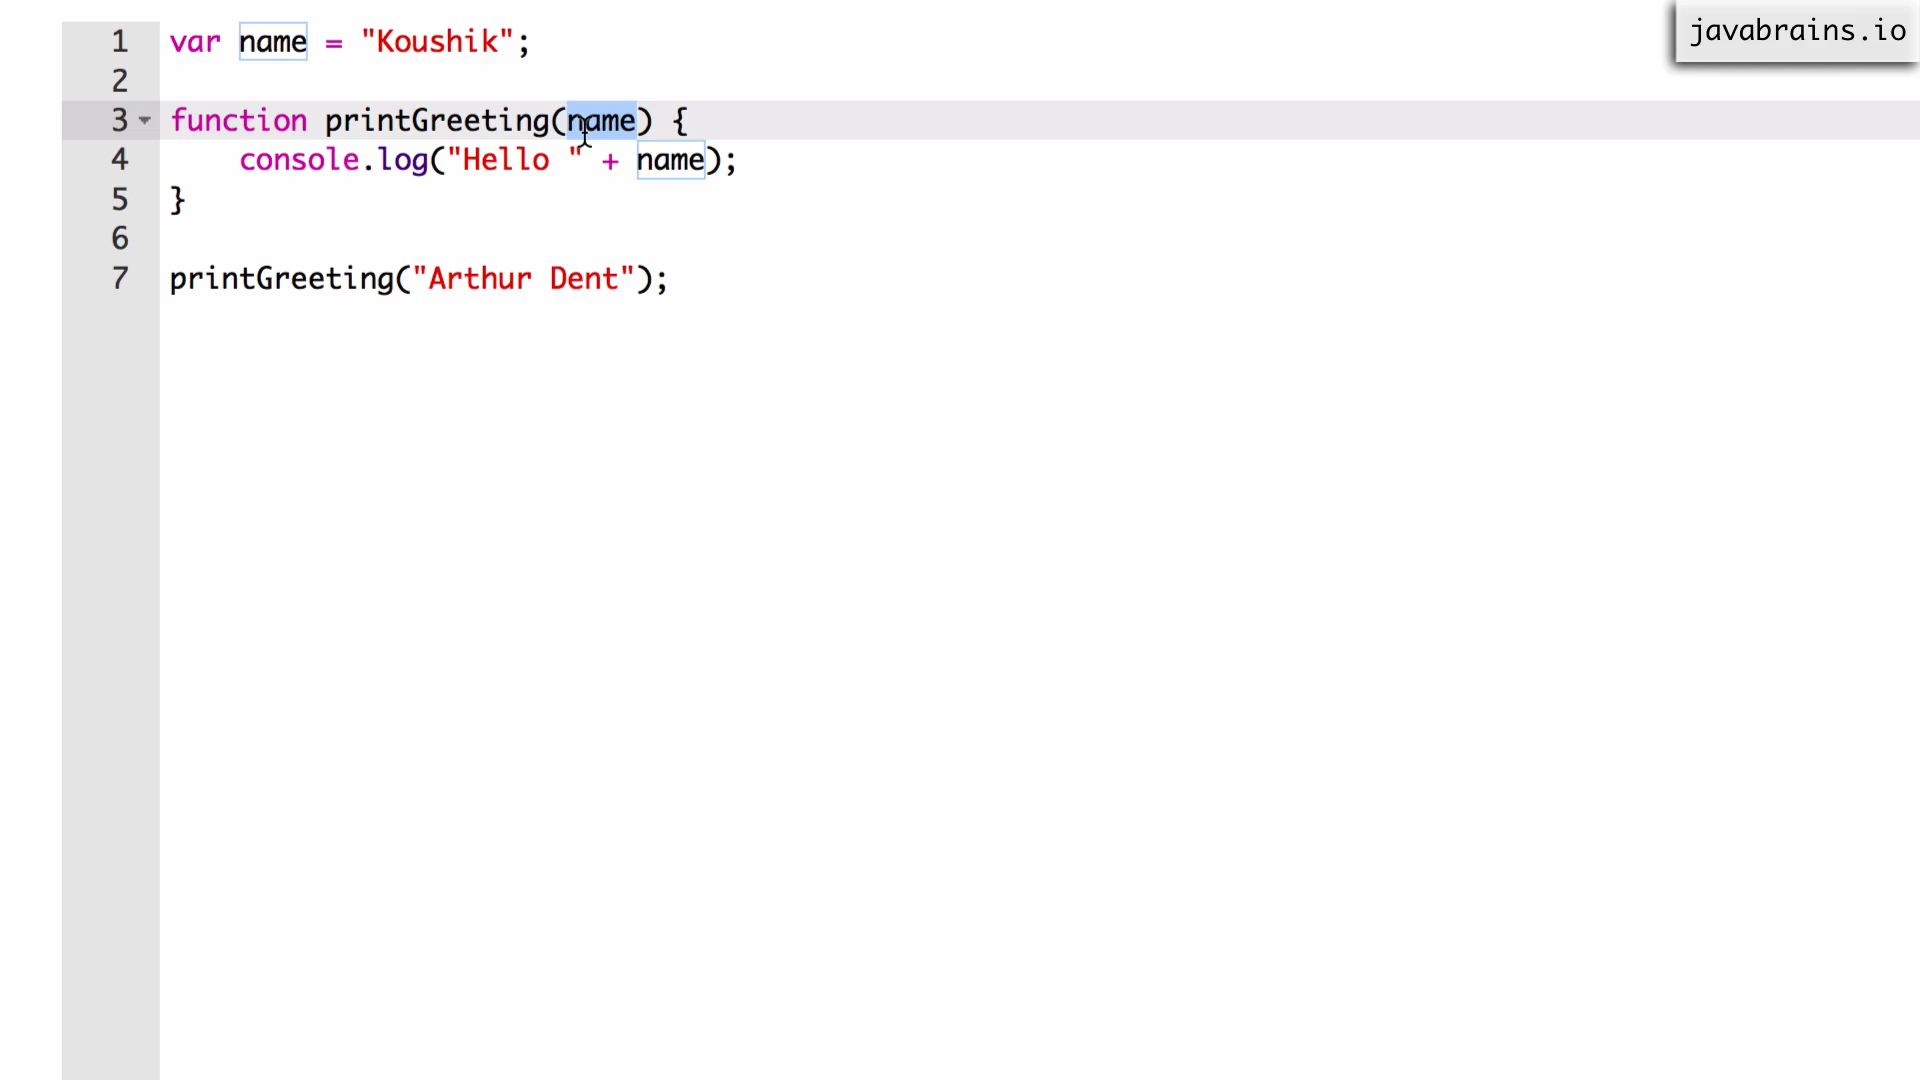 javabrains.io
1 var name = "Koushik";
2
3 function printGreeting(name) {
4     console.log("Hello " + name);
5 }
6
7 printGreeting("Arthur Dent");